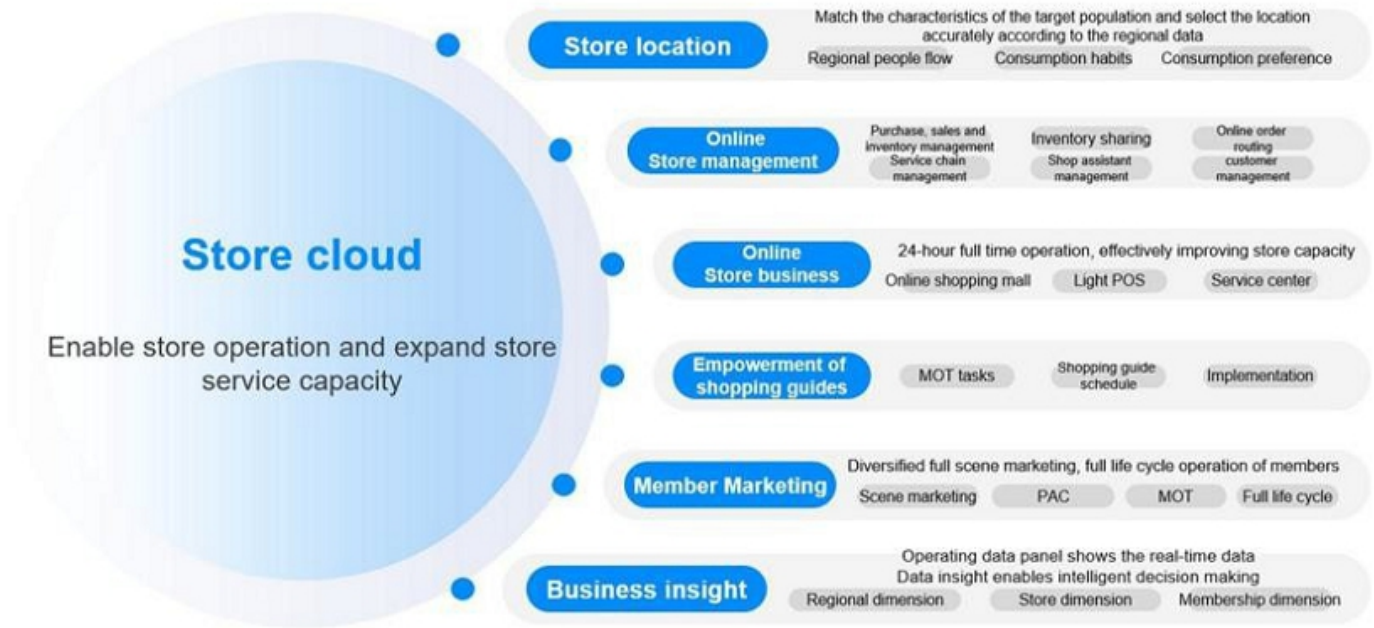 Store cloud
Enable store operation and expand store
service capacity
Store location
Match the characteristics of the target population and select the location
accurately according to the regional data
Regional people flow
Consumption habits
Consumption preference
Online
Store management
Purchase, sales and
inventory management
Inventory sharing
Online order
routing
Service chain
management
Shop assistant
management
customer
management
Online
Store business
24-hour full time operation, effectively improving store capacity
Online shopping mall
Light POS
Service center
Empowerment of
shopping guides
MOT tasks
Shopping guide
schedule
Implementation
Member Marketing
Diversified full scene marketing, full life cycle operation of members
Scene marketing
PAC
MOT
Full life cycle
Business insight
Operating data panel shows the real-time data
Data insight enables intelligent decision making
Regional dimension
Store dimension
Membership dimension